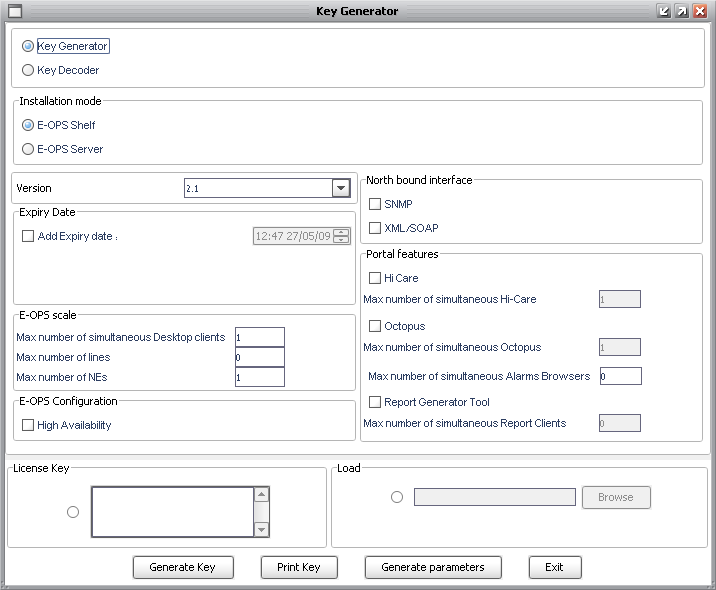 Key Generator
Key Generator
Key Decoder
Installation mode
E-OPS Shelf
E-OPS Server
Version 2.1
Expiry Date
Add Expiry date : 12:47 27/05/09
E-OPS scale
Max number of simultaneous Desktop clients 1
Max number of lines 0
Max number of NEs 1
E-OPS Configuration
High Availability
North bound interface
SNMP
XML/SOAP
Portal features
Hi Care
Max number of simultaneous Hi-Care 1
Octopus
Max number of simultaneous Octopus 1
Max number of simultaneous Alarms Browsers 0
Report Generator Tool
Max number of simultaneous Report Clients 0
License Key
Load
Browse
Generate Key Print Key Generate parameters Exit